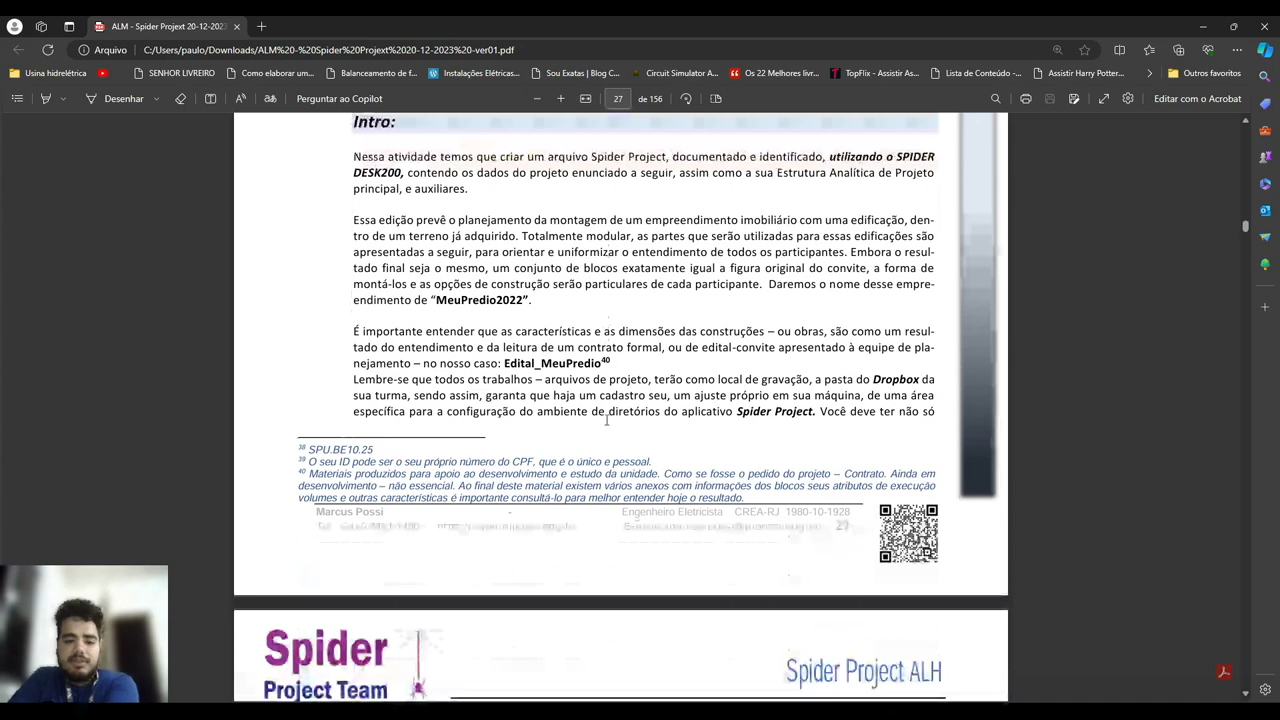 ALM - Spider Projext 20-12-2023
Arquivo C:/Users/paulo/Downloads/ALM%20-%20Spider%20Projext%2020-12-2023%20-ver01.pdf
Usina hidrelétrica SENHOR LIVREIRO Como elaborar um... Balanceamento de f... Instalações Elétricas... Sou Exatas | Blog C... Circuit Simulator A... Os 22 Melhores livr... TopFlix - Assistir As... Lista de Conteúdo -... Assistir Harry Potter... Outros favoritos
Desenhar Perguntar ao Copilot 27 de 156 Editar com o Acrobat
Intro:
Nessa atividade temos que criar um arquivo Spider Project, documentado e identificado, utilizando o SPIDER
DESK200, contendo os dados do projeto enunciado a seguir, assim como a sua Estrutura Analítica de Projeto
principal, e auxiliares.
Essa edição prevê o planejamento da montagem de um empreendimento imobiliário com uma edificação, den-
tro de um terreno já adquirido. Totalmente modular, as partes que serão utilizadas para essas edificações são
apresentadas a seguir, para orientar e uniformizar o entendimento de todos os participantes. Embora o resul-
tado final seja o mesmo, um conjunto de blocos exatamente igual a figura original do convite, a forma de
montá-los e as opções de construção serão particulares de cada participante. Daremos o nome desse empre-
endimento de “MeuPredio2022”.
É importante entender que as características e as dimensões das construções – ou obras, são como um resul-
tado do entendimento e da leitura de um contrato formal, ou de edital-convite apresentado à equipe de pla-
nejamento – no nosso caso: Edital_MeuPredio40
Lembre-se que todos os trabalhos – arquivos de projeto, terão como local de gravação, a pasta do Dropbox da
sua turma, sendo assim, garanta que haja um cadastro seu, um ajuste próprio em sua máquina, de uma área
específica para a configuração do ambiente de diretórios do aplicativo Spider Project. Você deve ter não só
38 SPU.BE10.25
39 O seu ID pode ser o seu próprio número do CPF, que é o único e pessoal.
40 Materiais produzidos para apoio ao desenvolvimento e estudo da unidade. Como se fosse o pedido do projeto – Contrato. Ainda em
desenvolvimento – não essencial. Ao final deste material existem vários anexos com informações dos blocos seus atributos de execução
volumes e outras características é importante consultá-lo para melhor entender hoje o resultado.
Marcus Possi - Engenheiro Eletricista CREA-RJ 1980-10-1928
27
Spider
Project Team
Spider Project ALH